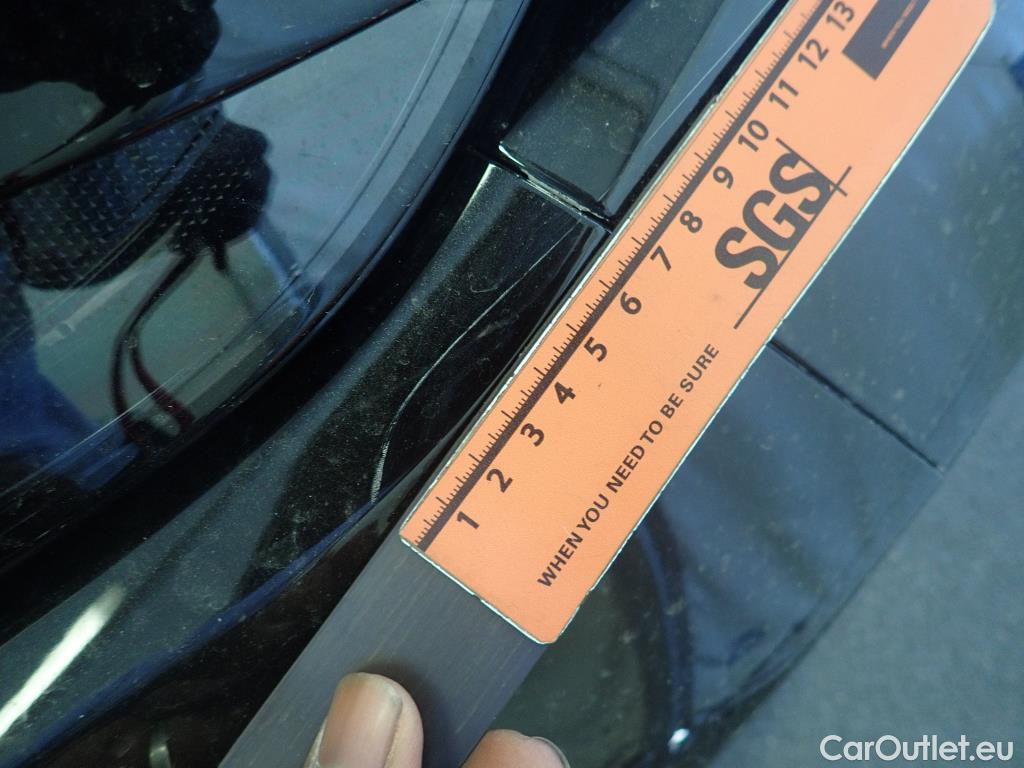 1 2 3 4 5 6 7 8 9 10 11 12 13
SGS
WHEN YOU NEED TO BE SURE
CarOutlet.eu